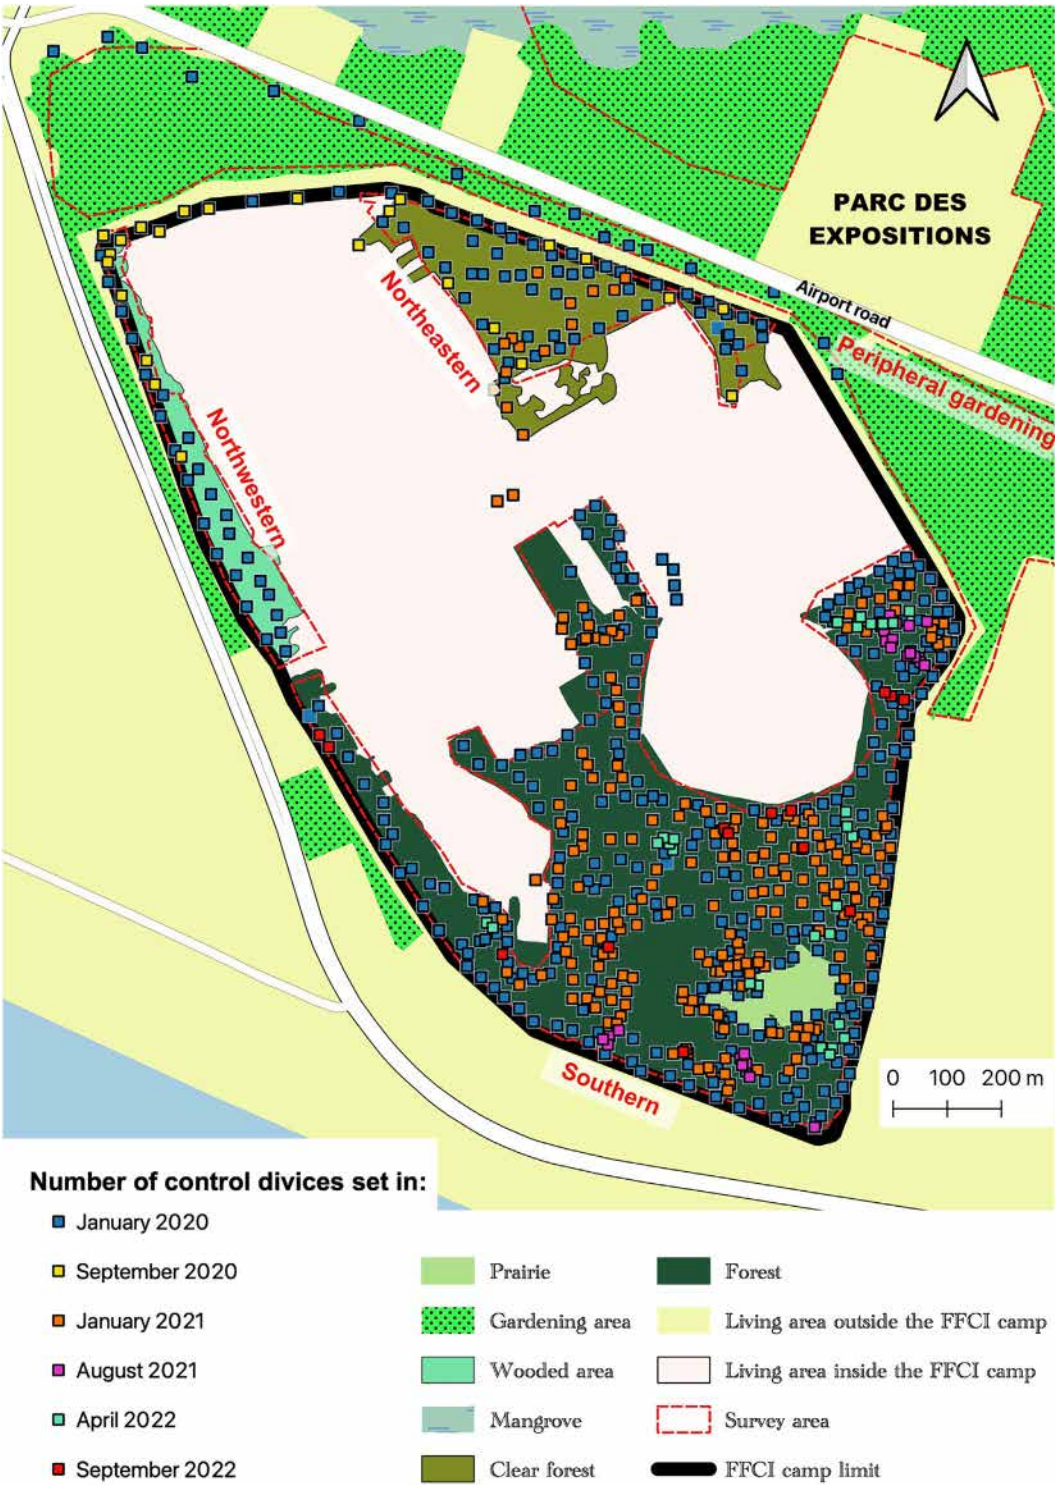 PARC DES
EXPOSITIONS
Airport road
Peripheral gardening
Northeastern
Northwestern
Southern
0 100 200 m
Number of control divices set in:
January 2020
September 2020
January 2021
August 2021
April 2022
September 2022
Prairie
Gardening area
Wooded area
Mangrove
Clear forest
Forest
Living area outside the FFCI camp
Living area inside the FFCI camp
Survey area
FFCI camp limit